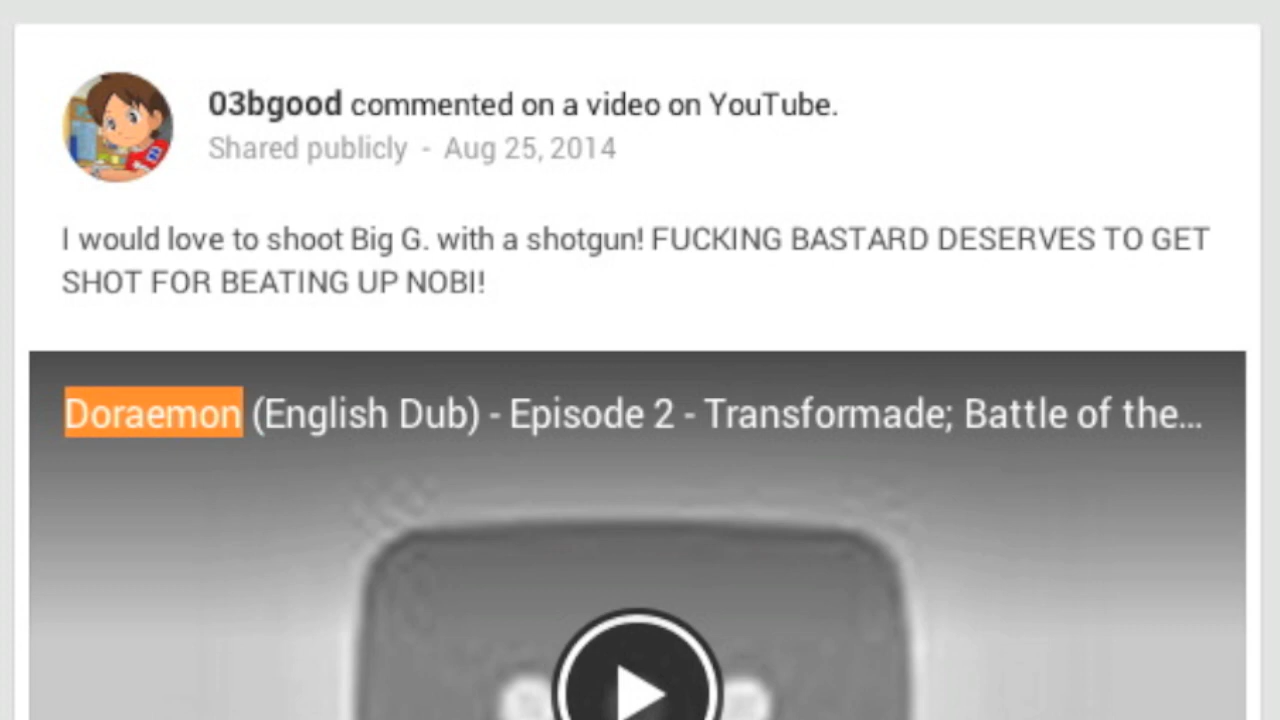 03bgood commented on a video on YouTube.
Shared publicly - Aug 25, 2014
I would love to shoot Big G. with a shotgun! FUCKING BASTARD DESERVES TO GET
SHOT FOR BEATING UP NOBI!
Doraemon (English Dub) - Episode 2 - Transformade; Battle of the...